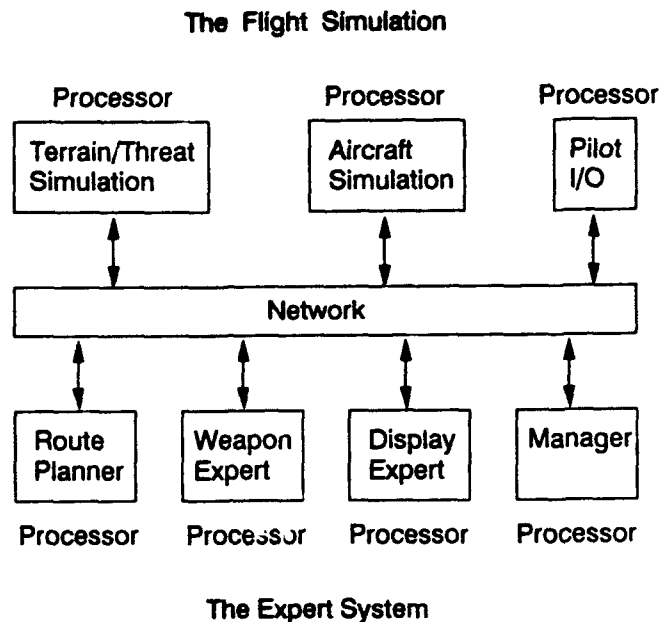 The Flight Simulation
Processor
Processor
Processor
Terrain/Threat
Simulation
Aircraft
Simulation
Pilot
I/O
Network
Route
Planner
Weapon
Expert
Display
Expert
Manager
Processor
Processor
Processor
Processor
The Expert System